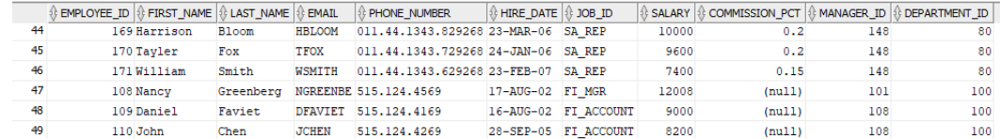 EMPLOYEE_ID FIRST_NAME LAST_NAME EMAIL PHONE_NUMBER HIRE_DATE JOB_ID SALARY COMMISSION_PCT MANAGER_ID DEPARTMENT_ID
44 169 Harrison Bloom HBLOOM 011.44.1343.829268 23-MAR-06 SA_REP 10000 0.2 148 80
45 170 Tayler Fox TFOX 011.44.1343.729268 24-JAN-06 SA_REP 9600 0.2 148 80
46 171 William Smith WSMITH 011.44.1343.629268 23-FEB-07 SA_REP 7400 0.15 148 80
47 108 Nancy Greenberg NGREENBE 515.124.4569 17-AUG-02 FI_MGR 12008 (null) 101 100
48 109 Daniel Faviet DFAVIET 515.124.4169 16-AUG-02 FI_ACCOUNT 9000 (null) 108 100
49 110 John Chen JCHEN 515.124.4269 28-SEP-05 FI_ACCOUNT 8200 (null) 108 100